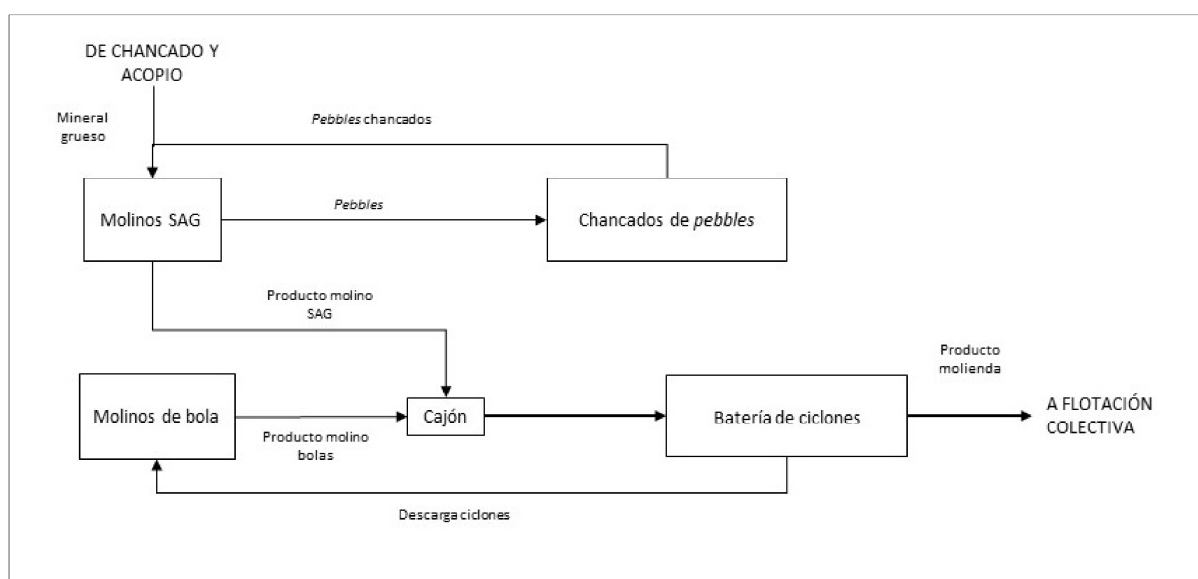 DE CHANCADO Y
ACOPIO
Mineral
grueso
Pebbles chancados
Molinos SAG
Pebbles
Chancados de pebbles
Producto molino
SAG
Producto
molienda
Molinos de bola
Producto molino
bolas
Cajón
Batería de ciclones
A FLOTACIÓN
COLECTIVA
Descarga ciclones